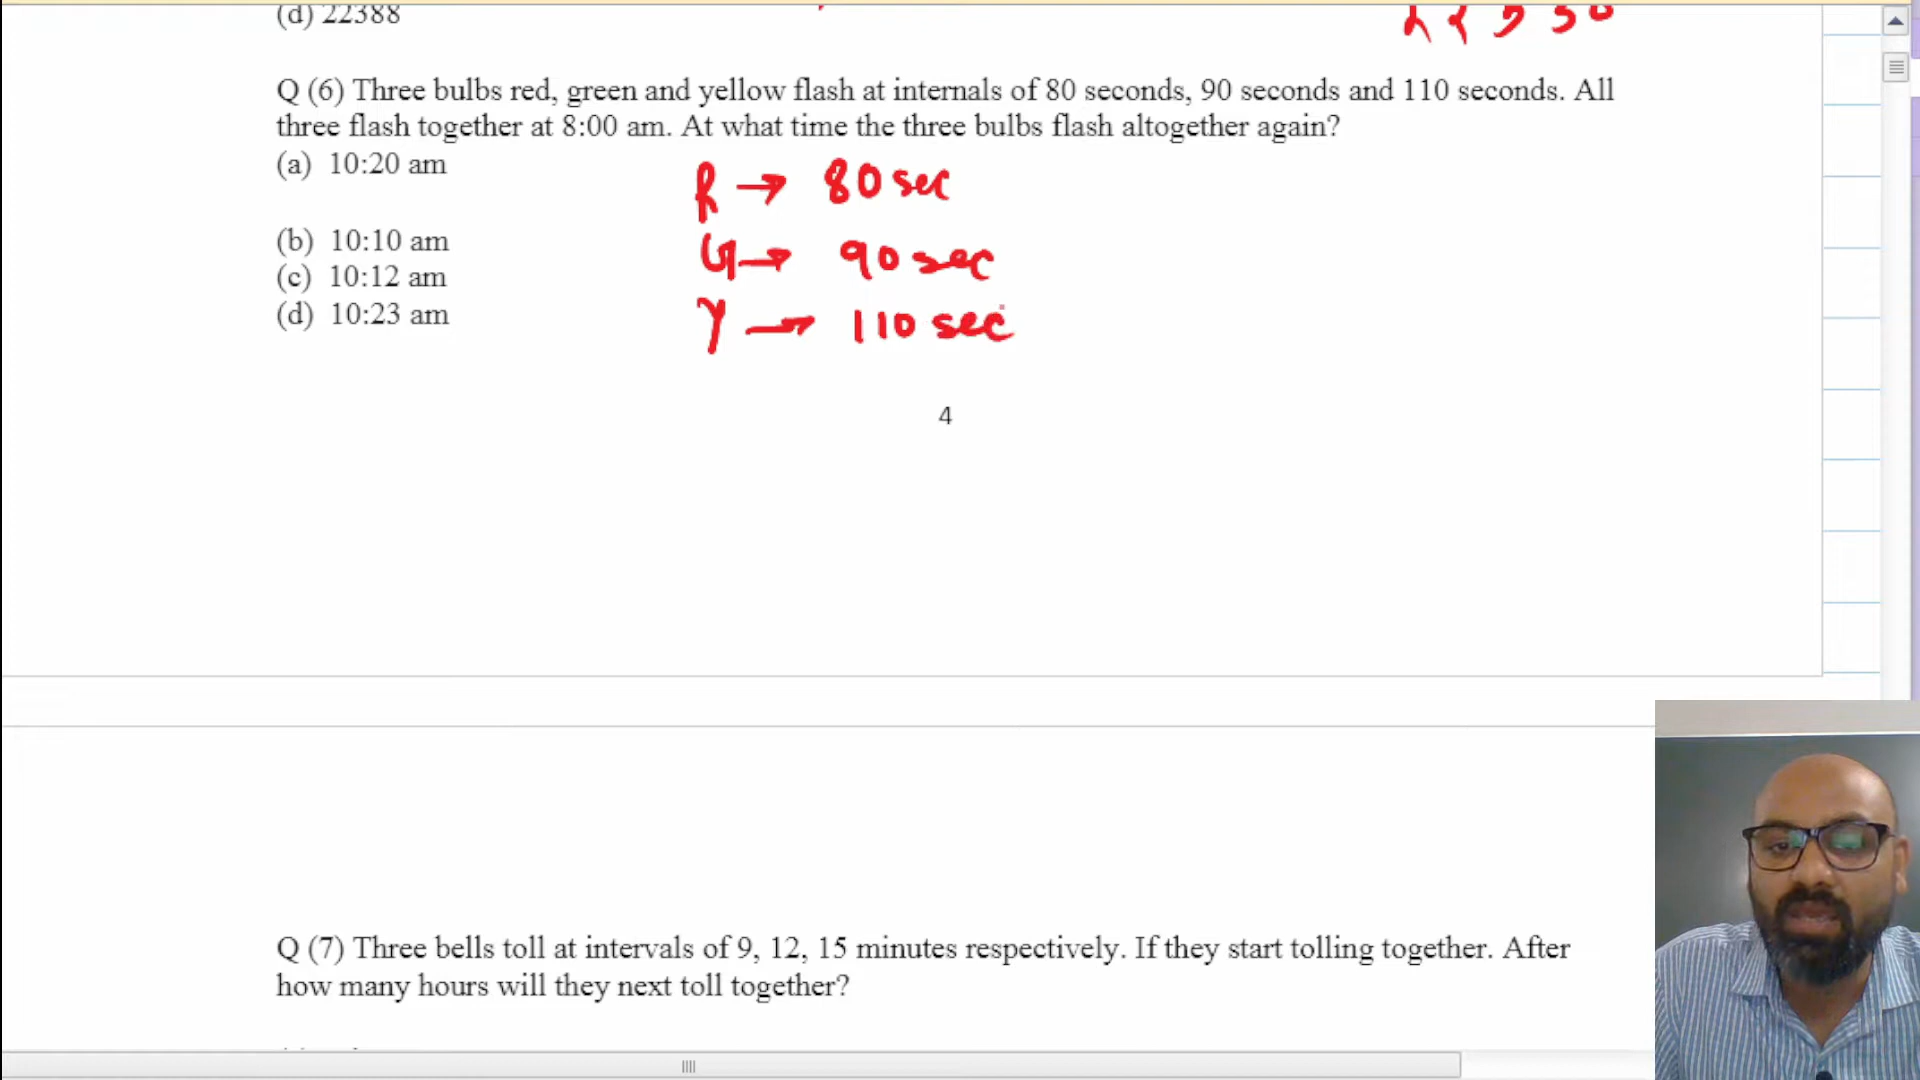 (d) 22388
Q (6) Three bulbs red, green and yellow flash at internals of 80 seconds, 90 seconds and 110 seconds. All
three flash together at 8:00 am. At what time the three bulbs flash altogether again?
(a) 10:20 am
(b) 10:10 am
(c) 10:12 am
(d) 10:23 am
R → 80 sec
G → 90 sec
Y → 110 sec
4
Q (7) Three bells toll at intervals of 9, 12, 15 minutes respectively. If they start tolling together. After
how many hours will they next toll together?